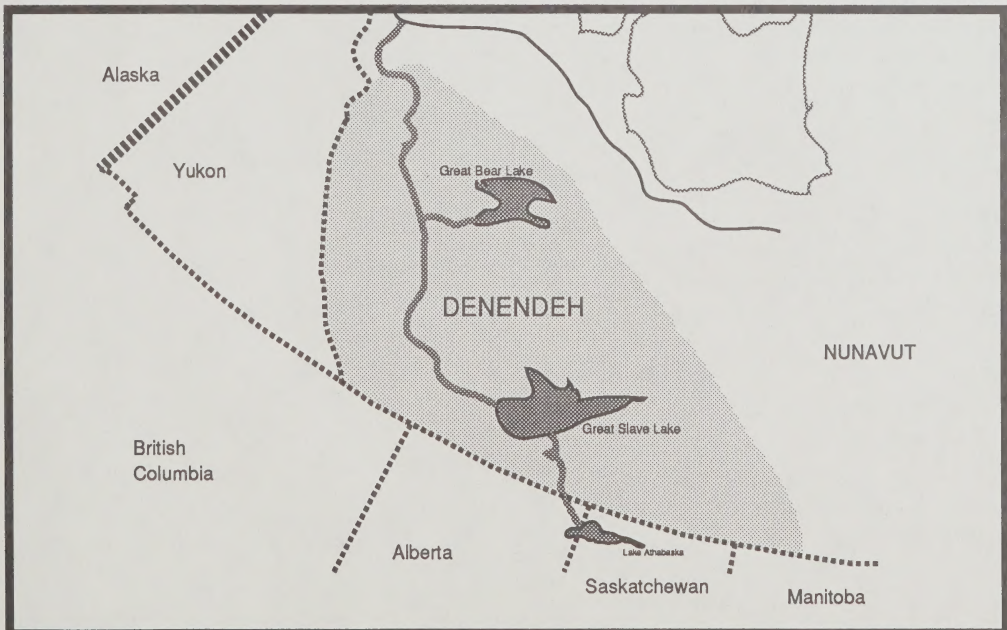 Alaska
Yukon
Great Bear Lake
DENENDEH
NUNAVUT
Great Slave Lake
British
Columbia
Alberta
Lake Athabaska
Saskatchewan
Manitoba